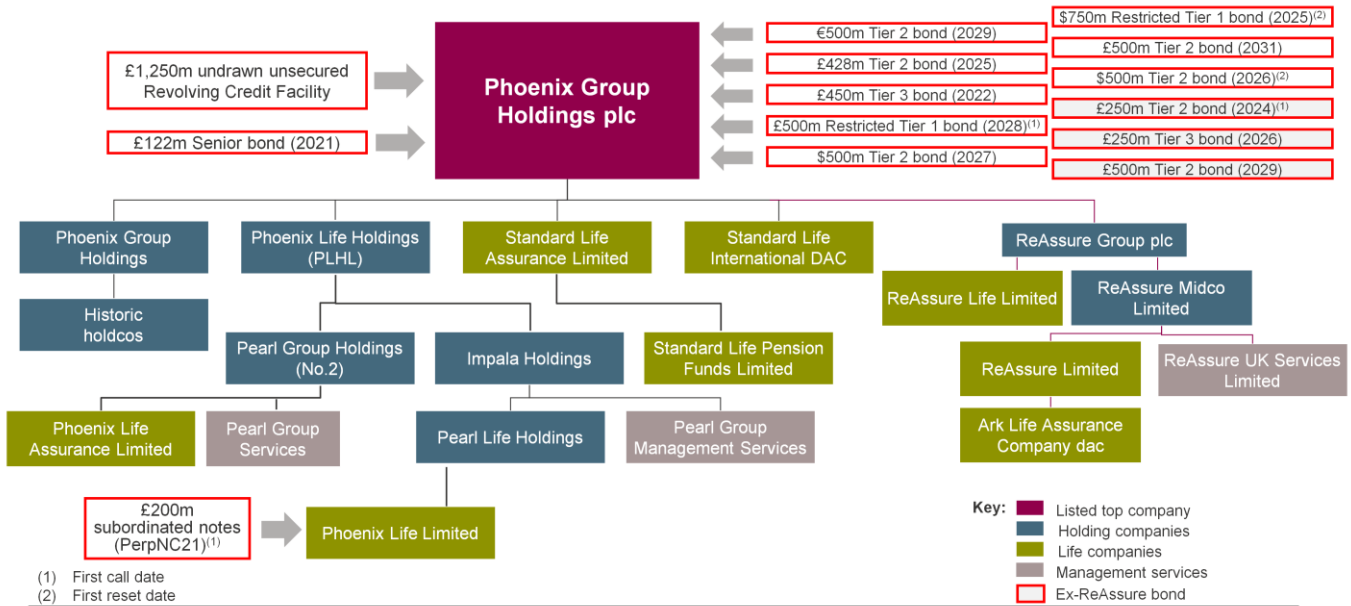 $750m Restricted Tier 1 bond (2025)(2)
€500m Tier 2 bond (2029)
£500m Tier 2 bond (2031)
£1,250m undrawn unsecured
Revolving Credit Facility
£428m Tier 2 bond (2025)
$500m Tier 2 bond (2026)(2)
Phoenix Group
Holdings plc
£450m Tier 3 bond (2022)
£250m Tier 2 bond (2024)(1)
£500m Restricted Tier 1 bond (2028)(1)
£122m Senior bond (2021)
£250m Tier 3 bond (2026)
$500m Tier 2 bond (2027)
£500m Tier 2 bond (2029)
Phoenix Group
Holdings
Phoenix Life Holdings
(PLHL)
Standard Life
Assurance Limited
Standard Life
International DAC
ReAssure Group plc
Historic
holdcos
ReAssure Life Limited
ReAssure Midco
Limited
Pearl Group Holdings
(No.2)
Impala Holdings
Standard Life Pension
Funds Limited
ReAssure Limited
ReAssure UK Services
Limited
Phoenix Life
Assurance Limited
Pearl Group
Services
Pearl Life Holdings
Pearl Group
Management Services
Ark Life Assurance
Company dac
£200m
subordinated notes
(PerpNC21)(1)
Phoenix Life Limited
Key:
Listed top company
Holding companies
Life companies
Management services
Ex-ReAssure bond
(1) First call date
(2) First reset date